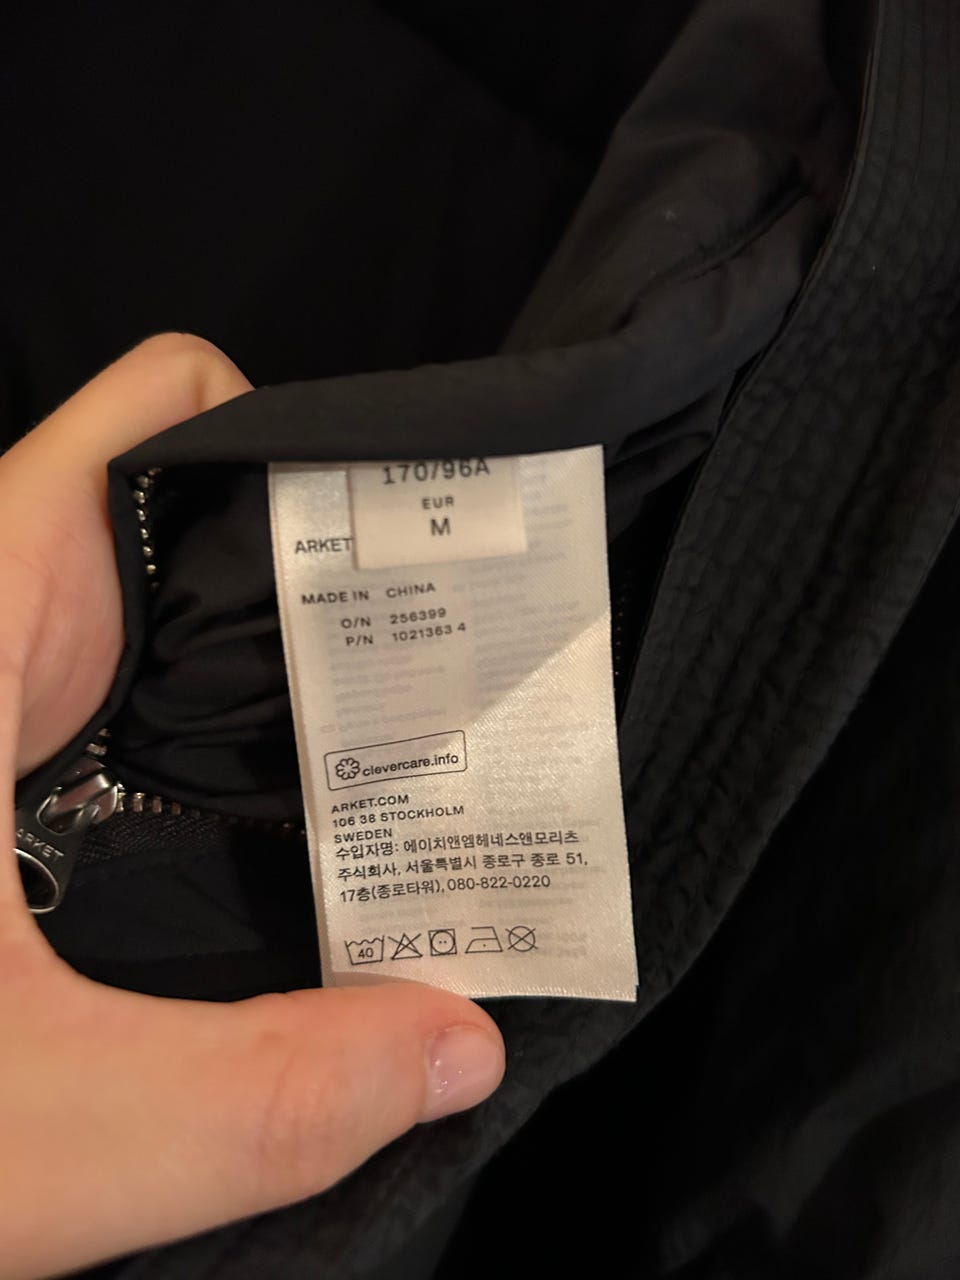 170/96A
EUR
M
ARKET
MADE IN CHINA
O/N 256399
P/N 1021363 4
clevercare.info
ARKET.COM
106 38 STOCKHOLM
SWEDEN
수입자명: 에이치앤엠헤네스앤모리츠
주식회사, 서울특별시 종로구 종로 51,
17층(종로타워), 080-822-0220
40
ARKET